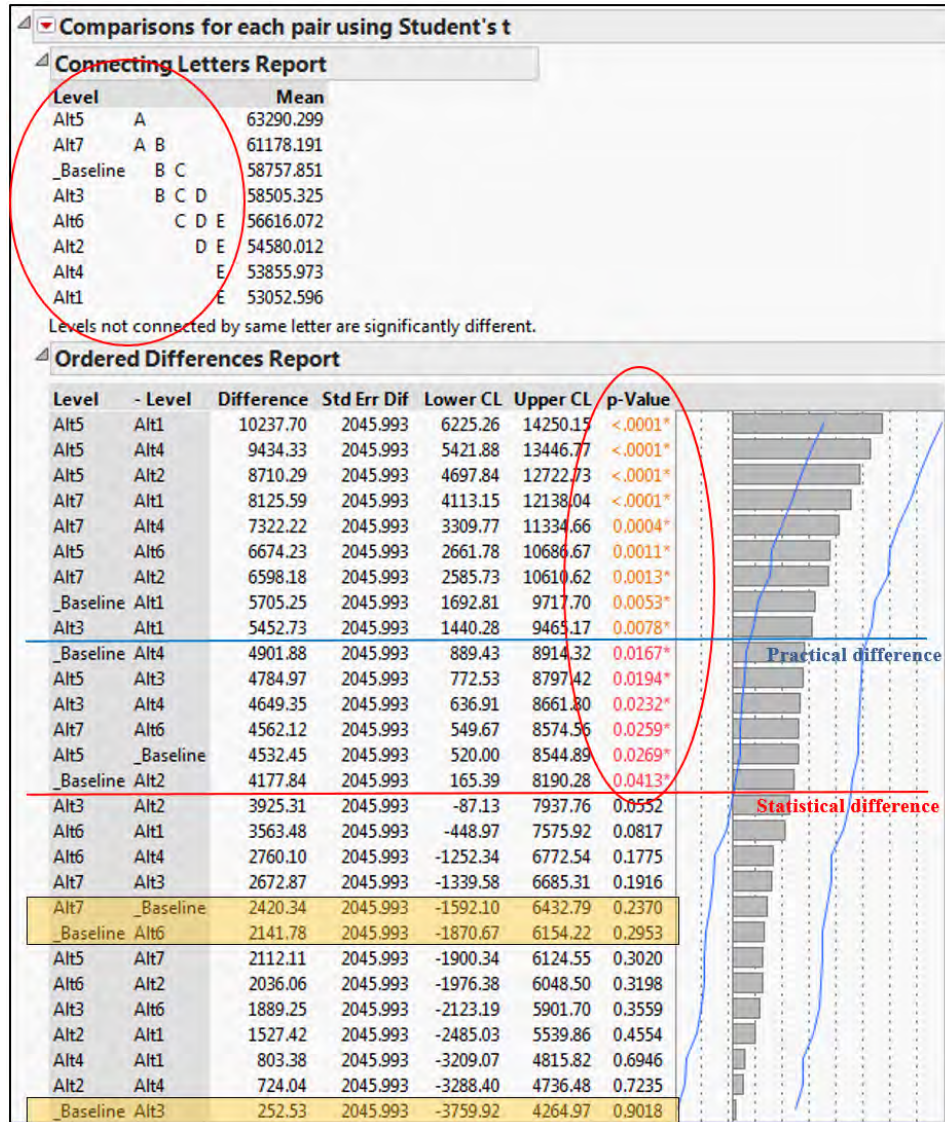 Comparisons for each pair using Student's t
Connecting Letters Report
Level Mean
Alt5 A 63290.299
Alt7 A B 61178.191
_Baseline B C 58757.851
Alt3 B C D 58505.325
Alt6 C D E 56616.072
Alt2 D E 54580.012
Alt4 E 53855.973
Alt1 E 53052.596
Levels not connected by same letter are significantly different.
Ordered Differences Report
Level - Level Difference Std Err Dif Lower CL Upper CL p-Value
Alt5 Alt1 10237.70 2045.993 6225.26 14250.15 <.0001*
Alt5 Alt4 9434.33 2045.993 5421.88 13446.77 <.0001*
Alt5 Alt2 8710.29 2045.993 4697.84 12722.73 <.0001*
Alt7 Alt1 8125.59 2045.993 4113.15 12138.04 <.0001*
Alt7 Alt4 7322.22 2045.993 3309.77 11334.66 0.0004*
Alt5 Alt6 6674.23 2045.993 2661.78 10686.67 0.0011*
Alt7 Alt2 6598.18 2045.993 2585.73 10610.62 0.0013*
_Baseline Alt1 5705.25 2045.993 1692.81 9717.70 0.0053*
Alt3 Alt1 5452.73 2045.993 1440.28 9465.17 0.0078*
_Baseline Alt4 4901.88 2045.993 889.43 8914.32 0.0167* Practical difference
Alt5 Alt3 4784.97 2045.993 772.53 8797.42 0.0194*
Alt3 Alt4 4649.35 2045.993 636.91 8661.80 0.0232*
Alt7 Alt6 4562.12 2045.993 549.67 8574.56 0.0259*
Alt5 _Baseline 4532.45 2045.993 520.00 8544.89 0.0269*
_Baseline Alt2 4177.84 2045.993 165.39 8190.28 0.0413*
Alt3 Alt2 3925.31 2045.993 -87.13 7937.76 0.0552 Statistical difference
Alt6 Alt1 3563.48 2045.993 -448.97 7575.92 0.0817
Alt6 Alt4 2760.10 2045.993 -1252.34 6772.54 0.1775
Alt7 Alt3 2672.87 2045.993 -1339.58 6685.31 0.1916
Alt7 _Baseline 2420.34 2045.993 -1592.10 6432.79 0.2370
_Baseline Alt6 2141.78 2045.993 -1870.67 6154.22 0.2953
Alt5 Alt7 2112.11 2045.993 -1900.34 6124.55 0.3020
Alt6 Alt2 2036.06 2045.993 -1976.38 6048.50 0.3198
Alt3 Alt6 1889.25 2045.993 -2123.19 5901.70 0.3559
Alt2 Alt1 1527.42 2045.993 -2485.03 5539.86 0.4554
Alt4 Alt1 803.38 2045.993 -3209.07 4815.82 0.6946
Alt2 Alt4 724.04 2045.993 -3288.40 4736.48 0.7235
_Baseline Alt3 252.53 2045.993 -3759.92 4264.97 0.9018